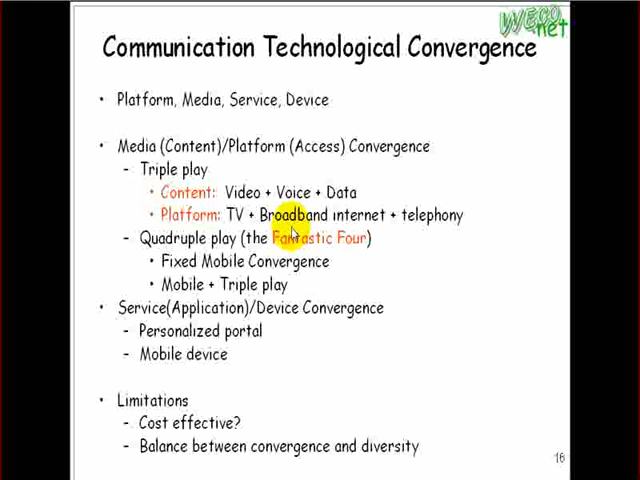 WECO
.net
Communication Technological Convergence
• Platform, Media, Service, Device
• Media (Content)/Platform (Access) Convergence
– Triple play
• Content: Video + Voice + Data
• Platform: TV + Broadband internet + telephony
– Quadruple play (the Fantastic Four)
• Fixed Mobile Convergence
• Mobile + Triple play
• Service(Application)/Device Convergence
– Personalized portal
– Mobile device
• Limitations
– Cost effective?
– Balance between convergence and diversity
16